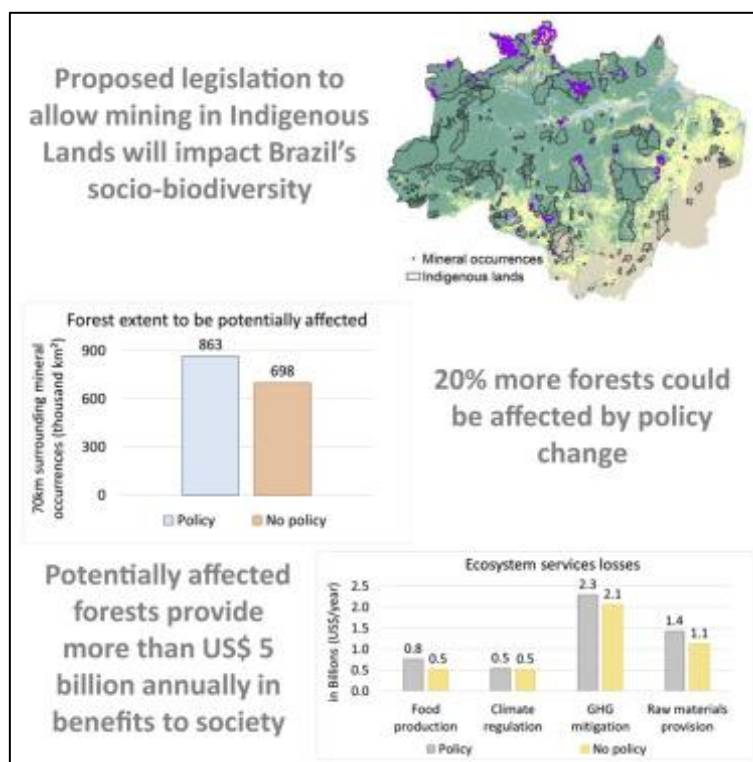 Proposed legislation to
allow mining in Indigenous
Lands will impact Brazil's
socio-biodiversity
Mineral occurrences
Indigenous lands
Forest extent to be potentially affected
70km surrounding mineral
occurrences (thousand km²)
900
600
300
0
863
698
Policy
No policy
20% more forests could
be affected by policy
change
Potentially affected
forests provide
more than US$ 5
billion annually in
benefits to society
Ecosystem services losses
in Billions (US$/year)
2.5
2.0
1.5
1.0
0.5
0.0
0.8
0.5
0.5
0.5
2.3
2.1
1.4
1.1
Food
production
Climate
regulation
GHG
mitigation
Raw materials
provision
Policy
No policy